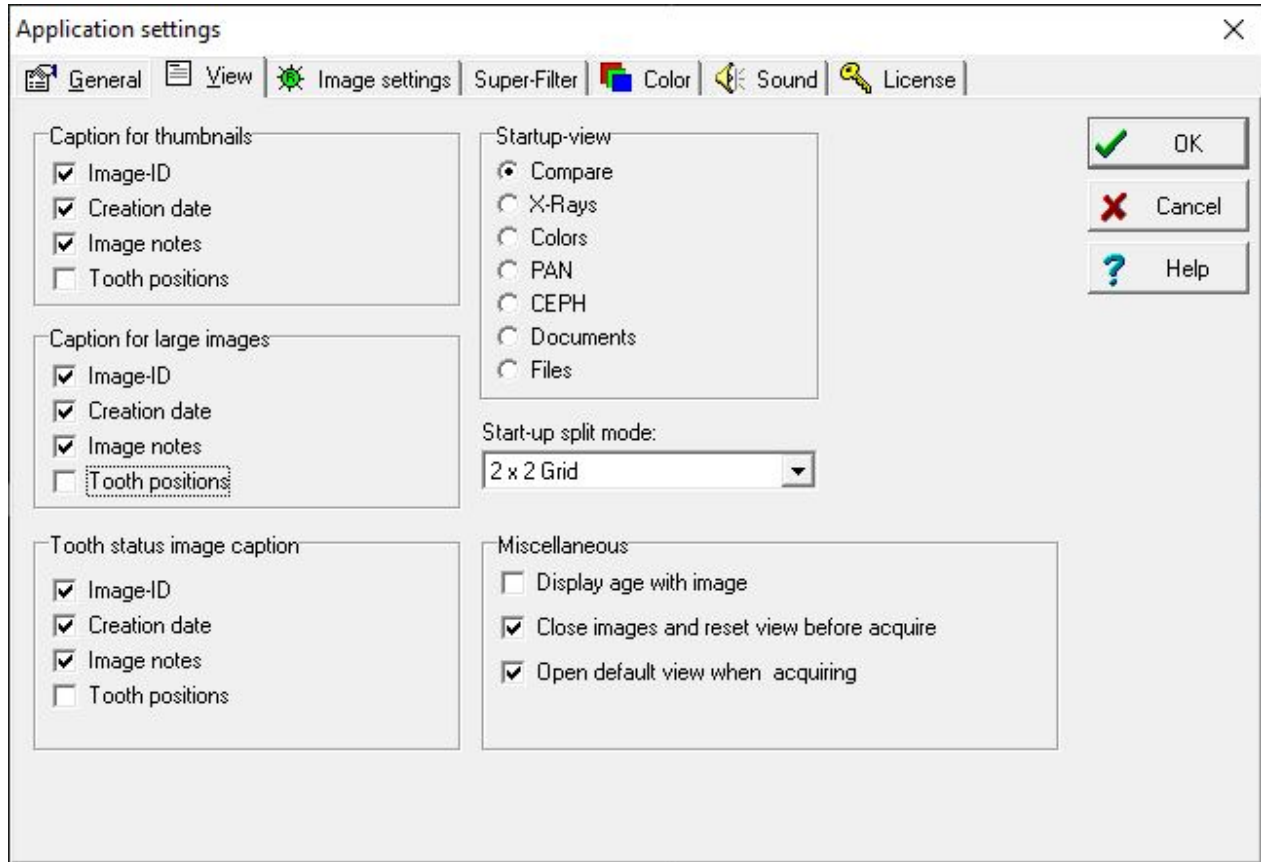 Application settings
General View Image settings Super-Filter Color Sound License
Caption for thumbnails
Image-ID
Creation date
Image notes
Tooth positions
Caption for large images
Image-ID
Creation date
Image notes
Tooth positions
Tooth status image caption
Image-ID
Creation date
Image notes
Tooth positions
Startup-view
Compare
X-Rays
Colors
PAN
CEPH
Documents
Files
Start-up split mode:
2 x 2 Grid
Miscellaneous
Display age with image
Close images and reset view before acquire
Open default view when acquiring
OK
Cancel
? Help